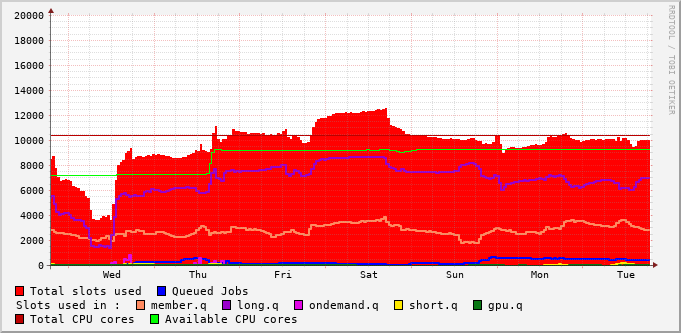 20000
18000
16000
14000
12000
10000
8000
6000
4000
2000
0
Wed Thu Fri Sat Sun Mon Tue
RRDTOOL / TOBI OETIKER
Total slots used Queued Jobs
Slots used in : member.q long.q ondemand.q short.q gpu.q
Total CPU cores Available CPU cores